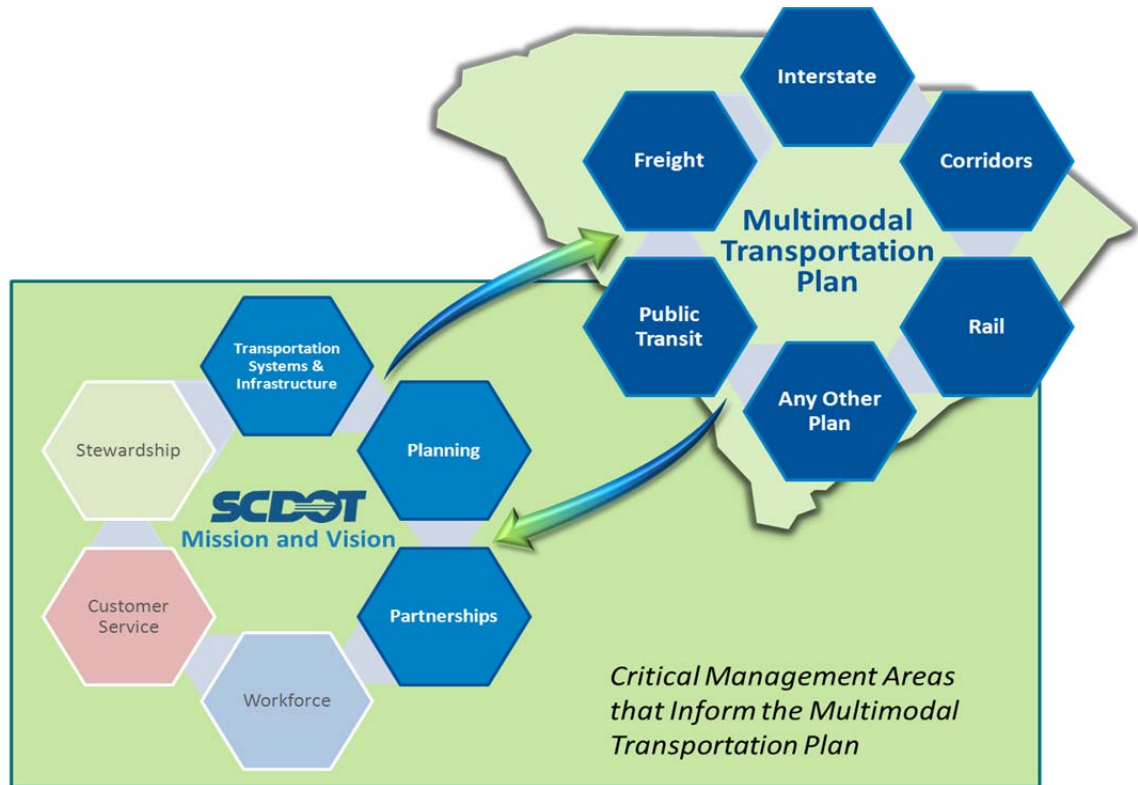 Interstate
Freight
Corridors
Multimodal
Transportation
Plan
Public
Transit
Rail
Any Other
Plan
Transportation
Systems &
Infrastructure
Stewardship
Planning
SCDOT
Mission and Vision
Customer
Service
Partnerships
Workforce
Critical Management Areas
that Inform the Multimodal
Transportation Plan